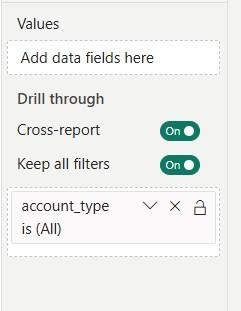 Values
Add data fields here
Drill through
Cross-report
On
Keep all filters
On
account_type
is (All)